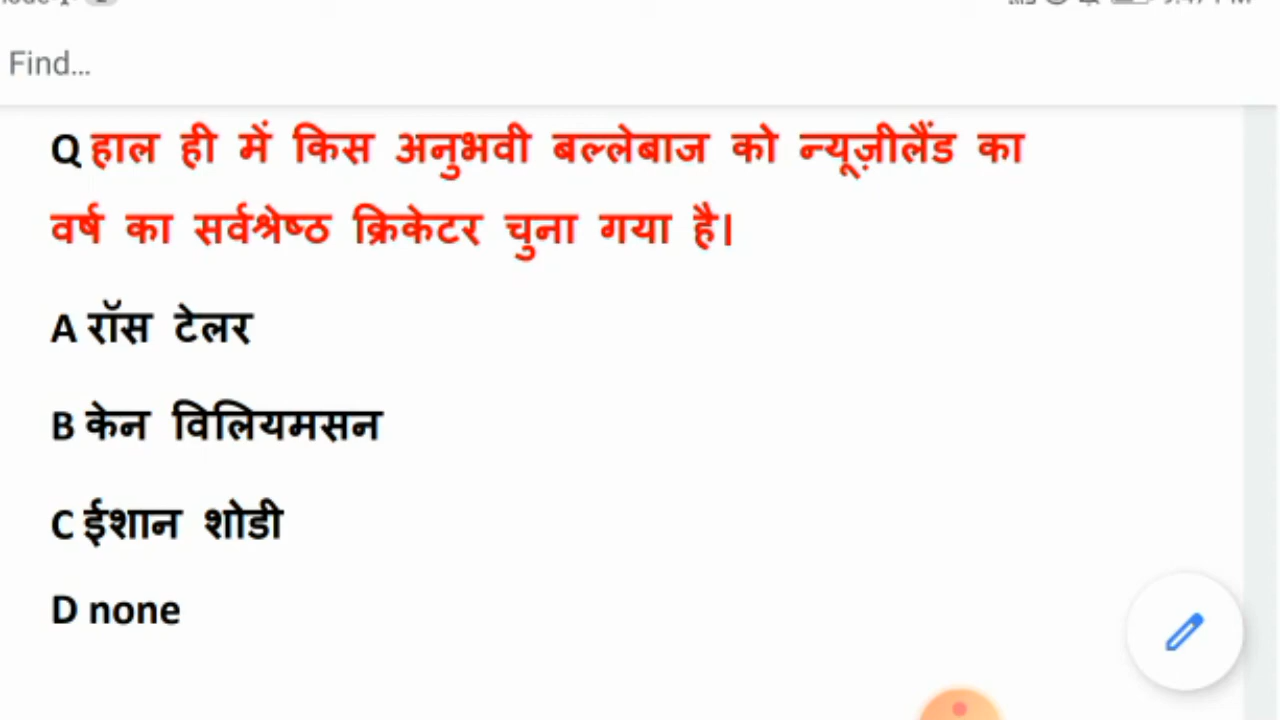 Find...
Q हाल ही में किस अनुभवी बल्लेबाज को न्यूज़ीलैंड का
वर्ष का सर्वश्रेष्ठ क्रिकेटर चुना गया है।
A रॉस टेलर
B केन विलियमसन
C ईशान शोडी
D none